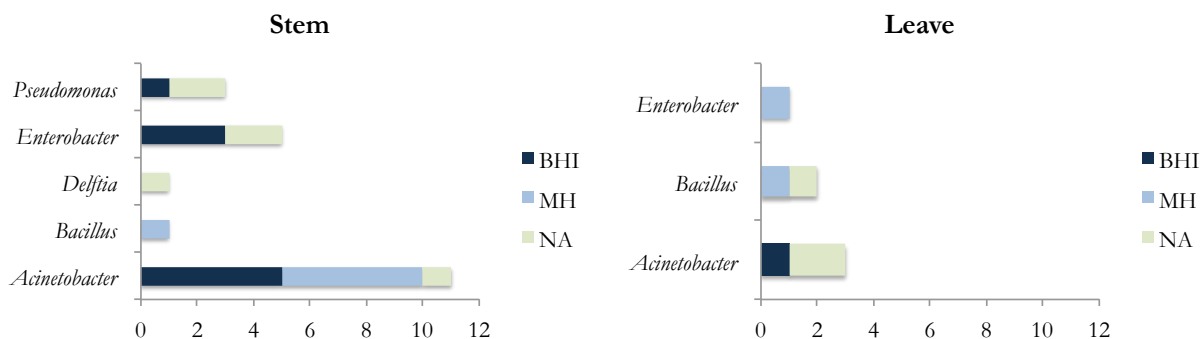 Stem
Pseudomonas
Enterobacter
Delftia
Bacillus
Acinetobacter
0 2 4 6 8 10 12
BHI
MH
NA
Leave
Enterobacter
Bacillus
Acinetobacter
0 2 4 6 8 10 12
BHI
MH
NA